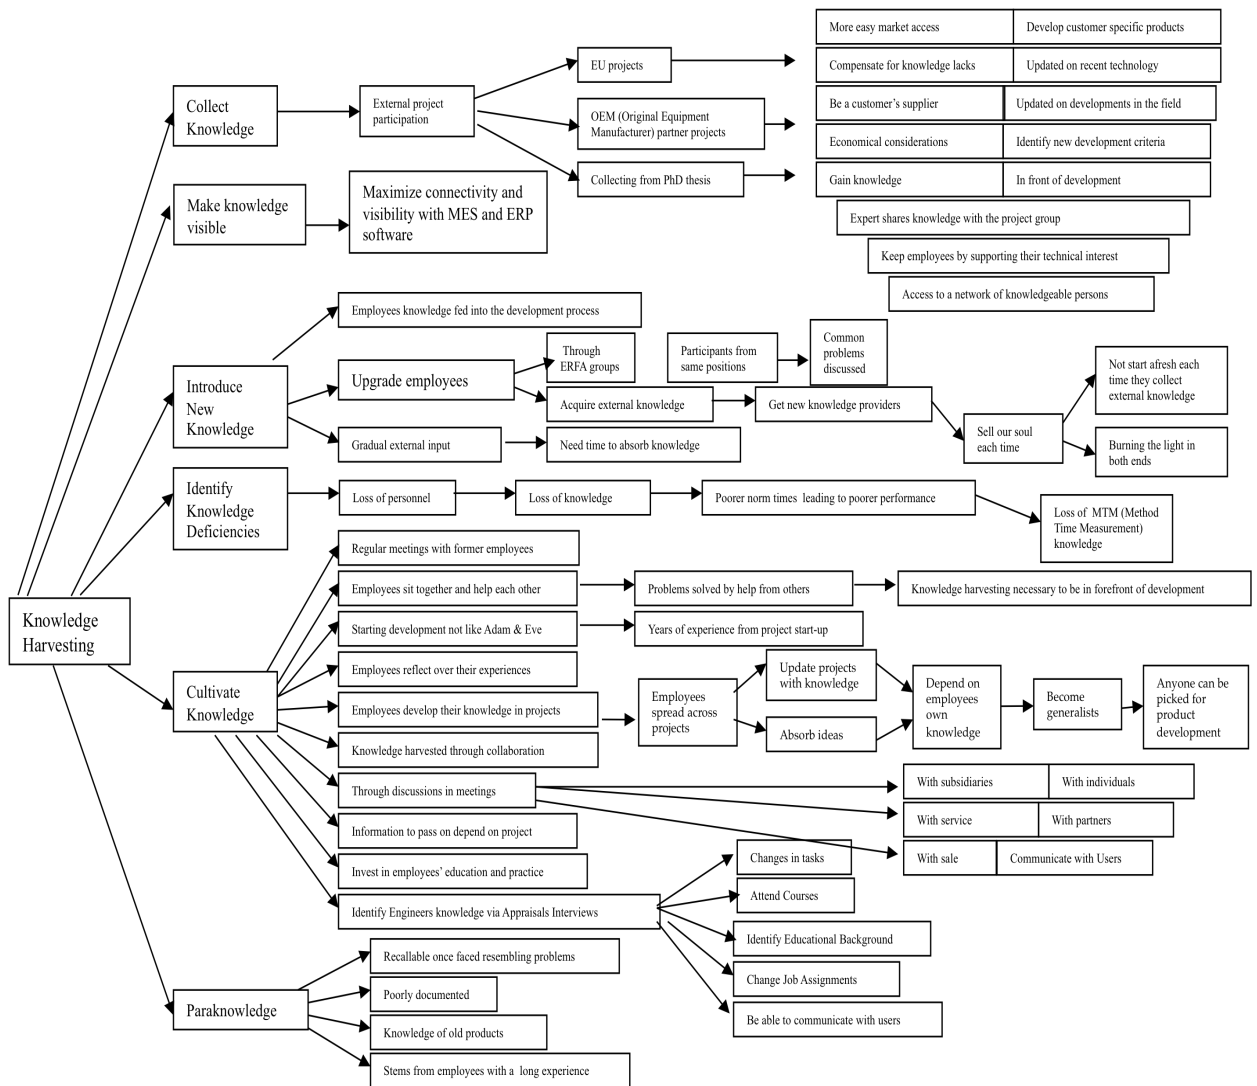 More easy market access
Develop customer specific products
EU projects
Compensate for knowledge lacks
Updated on recent technology
Collect
Knowledge
External project
participation
OEM (Original Equipment
Manufacturer) partner projects
Be a customer's supplier
Updated on developments in the field
Economical considerations
Identify new development criteria
Collecting from PhD thesis
Gain knowledge
In front of development
Make knowledge
visible
Maximize connectivity and
visibility with MES and ERP
software
Expert shares knowledge with the project group
Keep employees by supporting their technical interest
Access to a network of knowledgeable persons
Employees knowledge fed into the development process
Introduce
New
Knowledge
Upgrade employees
Through
ERFA groups
Participants from
same positions
Common
problems
discussed
Acquire external knowledge
Get new knowledge providers
Sell our soul
each time
Not start afresh each
time they collect
external knowledge
Burning the light in
both ends
Gradual external input
Need time to absorb knowledge
Identify
Knowledge
Deficiencies
Loss of personnel
Loss of knowledge
Poorer norm times leading to poorer performance
Loss of MTM (Method
Time Measurement)
knowledge
Knowledge
Harvesting
Cultivate
Knowledge
Regular meetings with former employees
Employees sit together and help each other
Problems solved by help from others
Knowledge harvesting necessary to be in forefront of development
Starting development not like Adam & Eve
Years of experience from project start-up
Employees reflect over their experiences
Employees develop their knowledge in projects
Employees
spread across
projects
Update projects
with knowledge
Absorb ideas
Depend on
employees
own
knowledge
Become
generalists
Anyone can be
picked for
product
development
Knowledge harvested through collaboration
Through discussions in meetings
With subsidiaries
With individuals
With service
With partners
With sale
Communicate with Users
Information to pass on depend on project
Invest in employees' education and practice
Identify Engineers knowledge via Appraisals Interviews
Changes in tasks
Attend Courses
Identify Educational Background
Change Job Assignments
Be able to communicate with users
Paraknowledge
Recallable once faced resembling problems
Poorly documented
Knowledge of old products
Stems from employees with a long experience